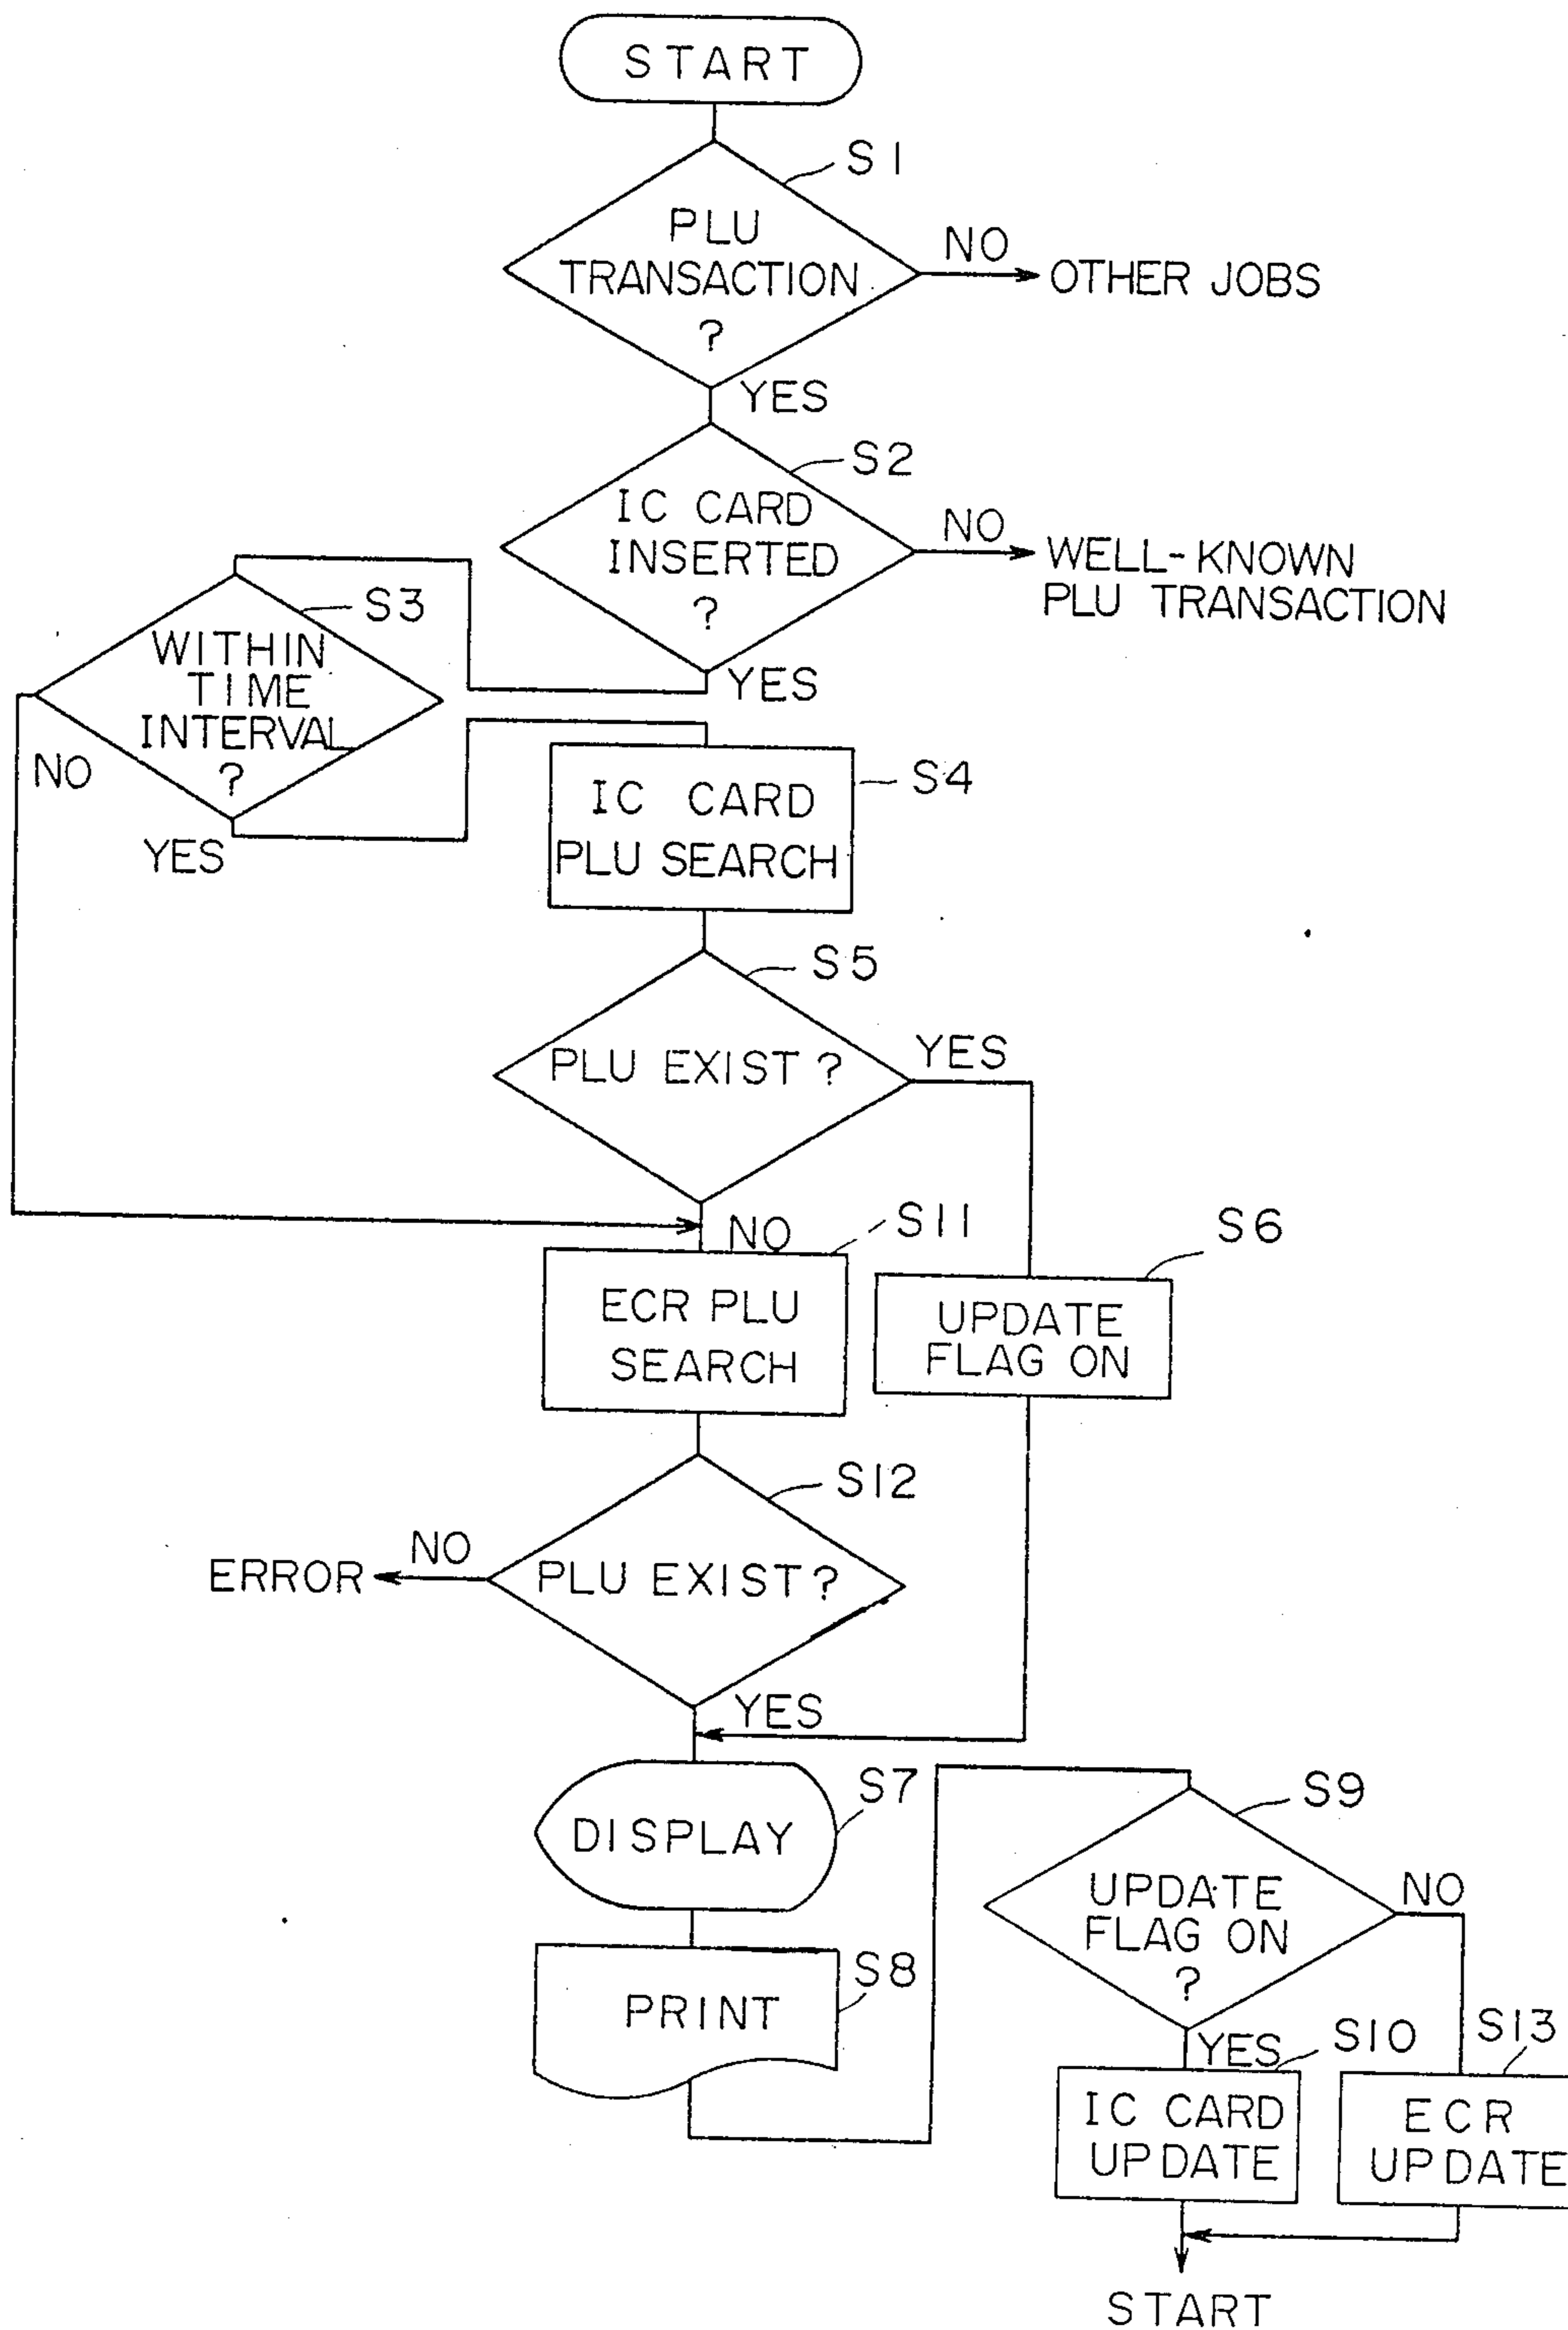 START
S1
PLU
TRANSACTION
?
NO
OTHER JOBS
YES
S2
IC CARD
INSERTED
?
NO
WELL-KNOWN
PLU TRANSACTION
YES
S3
WITHIN
TIME
INTERVAL
?
NO
YES
S4
IC CARD
PLU SEARCH
S5
PLU EXIST ?
YES
NO
S11
ECR PLU
SEARCH
S6
UPDATE
FLAG ON
S12
PLU EXIST ?
NO
ERROR
YES
S7
DISPLAY
S8
PRINT
S9
UPDATE
FLAG ON
?
NO
YES
S10
IC CARD
UPDATE
S13
ECR
UPDATE
START